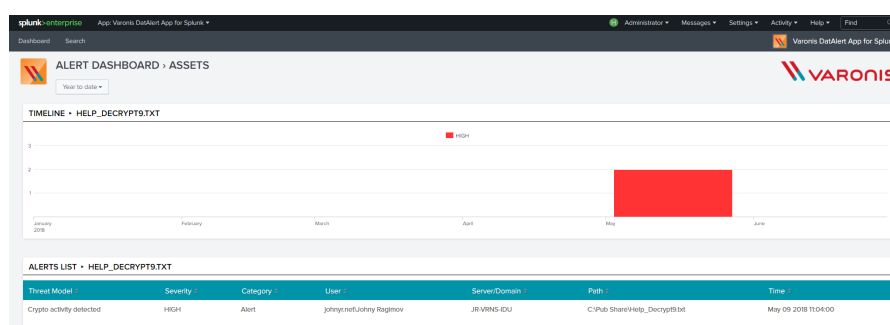 splunk>enterprise App: Varonis DatAlert App for Splunk H Administrator Messages Settings Activity Help Find
Dashboard Search Varonis DatAlert App for Splu
ALERT DASHBOARD > ASSETS VARONIS
Year to date
TIMELINE • HELP_DECRYPT9.TXT
HIGH
3
2
1
January February March April May June
2018
ALERTS LIST • HELP_DECRYPT9.TXT
Threat Model Severity Category User Server/Domain Path Time
Crypto activity detected HIGH Alert johnyr.net\Johny Ragimov JR-VRNS-IDU C:\Pub Share\Help_Decrypt9.txt May 09 2018 11:04:00